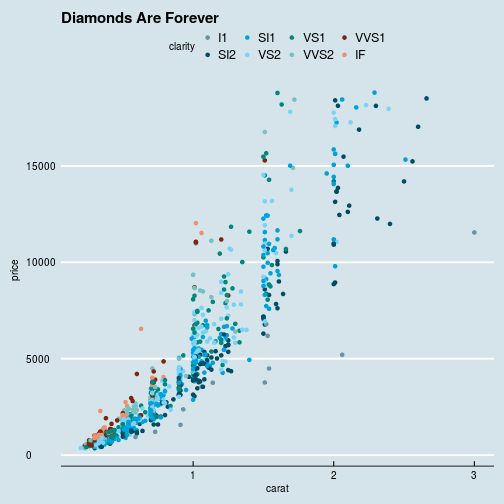 Diamonds Are Forever
clarity
I1 SI1 VS1 VVS1
SI2 VS2 VVS2 IF
price
15000
10000
5000
0
1 2 3
carat